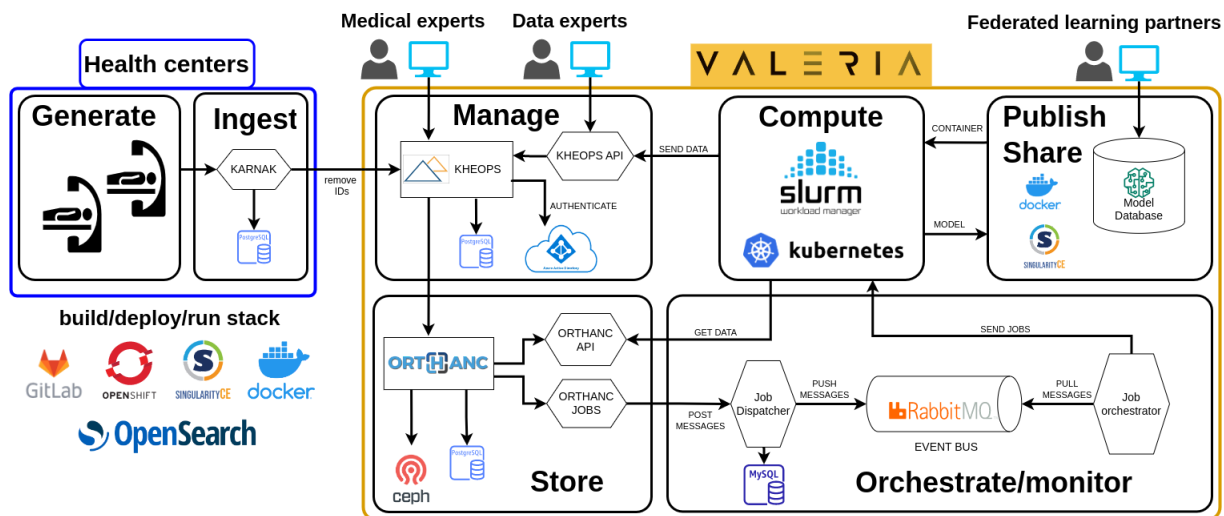 Medical experts
Data experts
Federated learning partners
VALERIA
Health centers
Generate
Ingest
KARNAK
PostgreSQL
remove
IDs
Manage
KHEOPS
KHEOPS API
AUTHENTICATE
PostgreSQL
SEND DATA
Compute
slurm
workload manager
kubernetes
CONTAINER
MODEL
Publish
Share
docker
SINGULARITYCE
Model
Database
build/deploy/run stack
GitLab
OPENSHIFT
SINGULARITYCE
docker
OpenSearch
ORTHANC
ORTHANC
API
ORTHANC
JOBS
ceph
PostgreSQL
Store
GET DATA
POST
MESSAGES
Job
Dispatcher
MySQL
PUSH
MESSAGES
RabbitMQ
EVENT BUS
SEND JOBS
PULL
MESSAGES
Job
orchestrator
Orchestrate/monitor